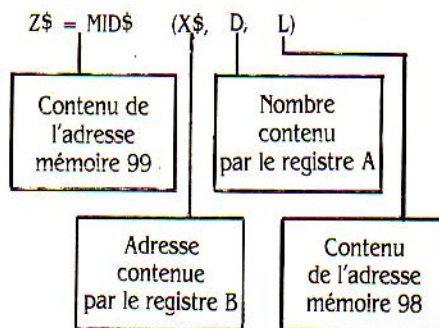 Z$ = MID$ (X$, D, L)
Contenu de
l'adresse
mémoire 99
Nombre
contenu
par le registre A
Adresse
contenue
par le registre B
Contenu
de l'adresse
mémoire 98